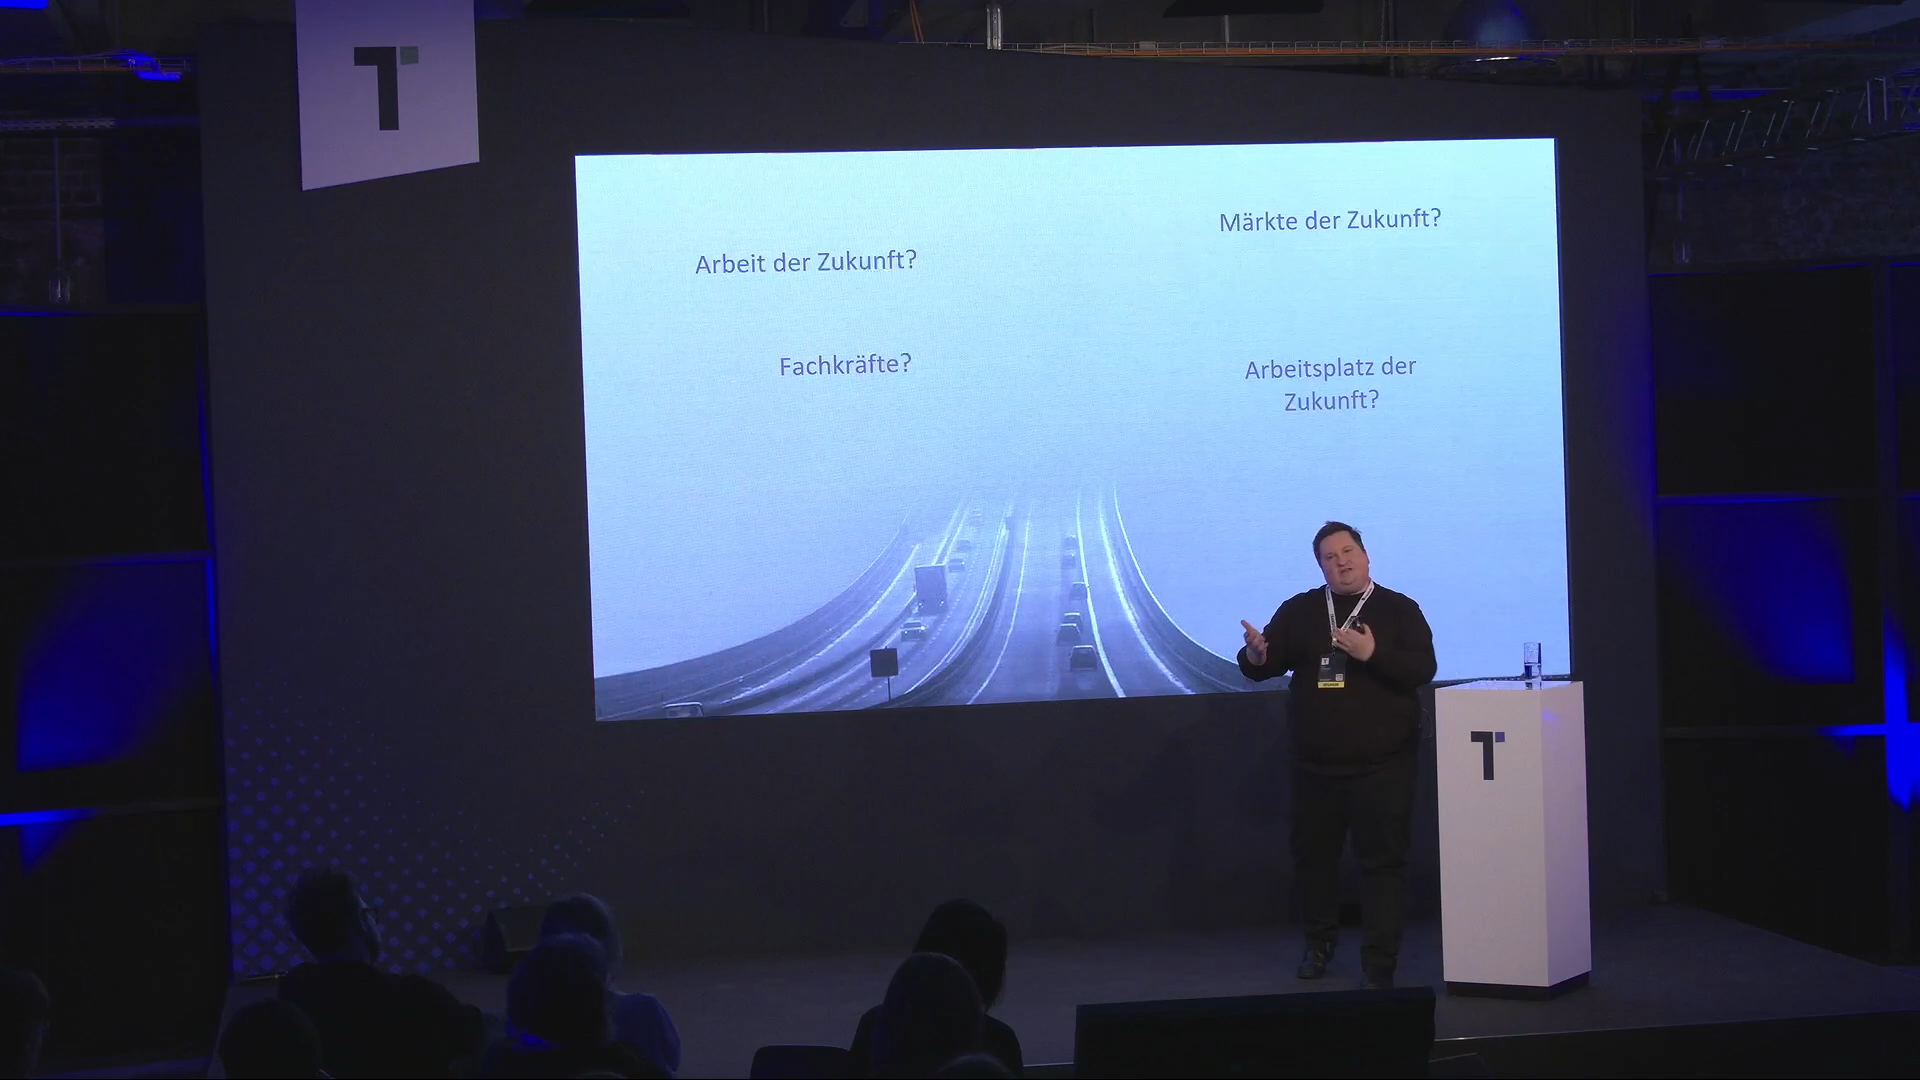 T
Märkte der Zukunft?
Arbeit der Zukunft?
Fachkräfte?
Arbeitsplatz der
Zukunft?
T